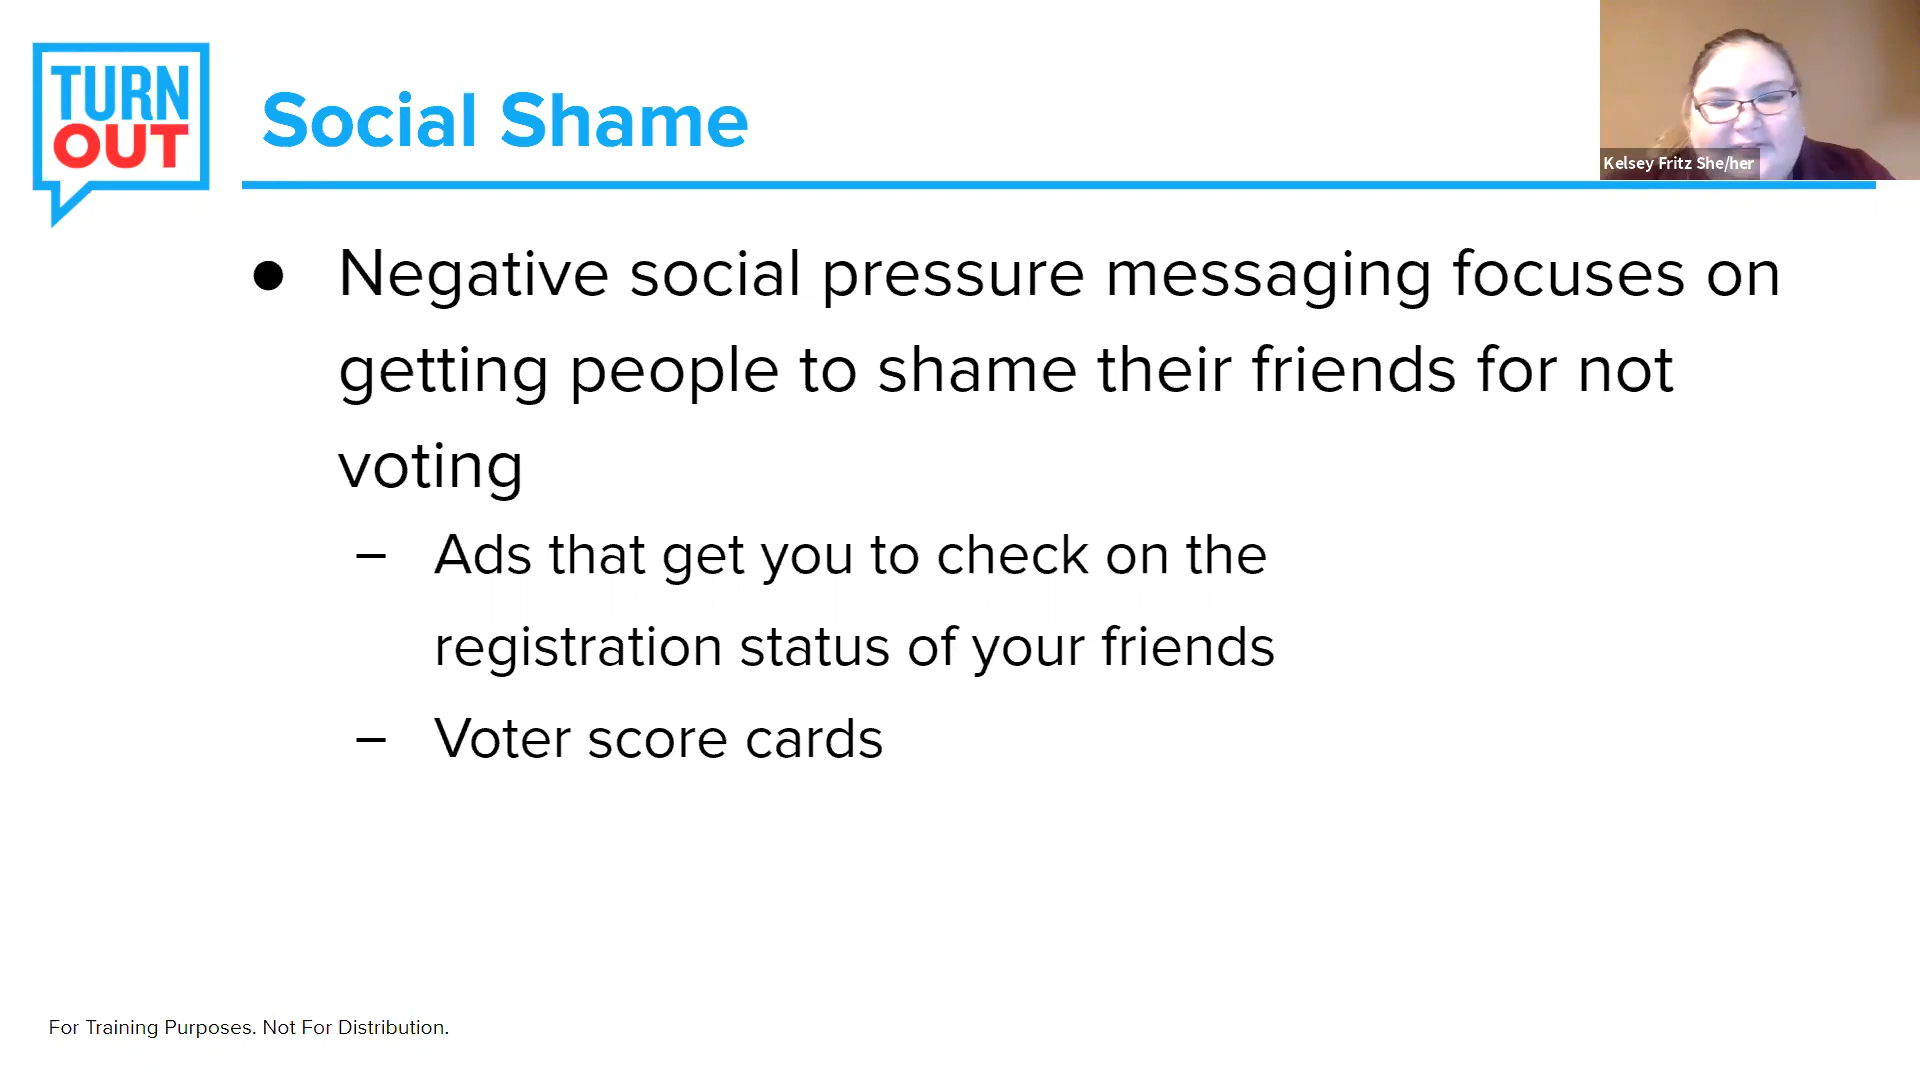 TURN
OUT
Social Shame
Kelsey Fritz She/her
● Negative social pressure messaging focuses on
getting people to shame their friends for not
voting
– Ads that get you to check on the
registration status of your friends
– Voter score cards
For Training Purposes. Not For Distribution.